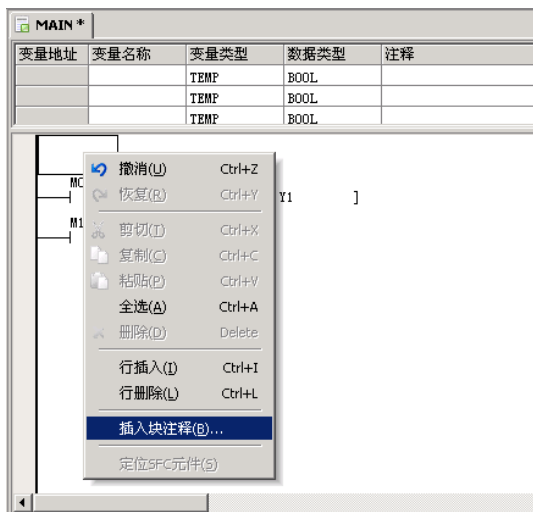 MAIN *
变量地址 变量名称 变量类型 数据类型 注释
TEMP BOOL
TEMP BOOL
TEMP BOOL
撤消(U) Ctrl+Z
恢复(R) Ctrl+Y
Y1 ]
M1
剪切(T) Ctrl+X
复制(C) Ctrl+C
粘贴(P) Ctrl+V
全选(A) Ctrl+A
删除(D) Delete
行插入(I) Ctrl+I
行删除(L) Ctrl+L
插入块注释(B)...
定位SFC元件(S)